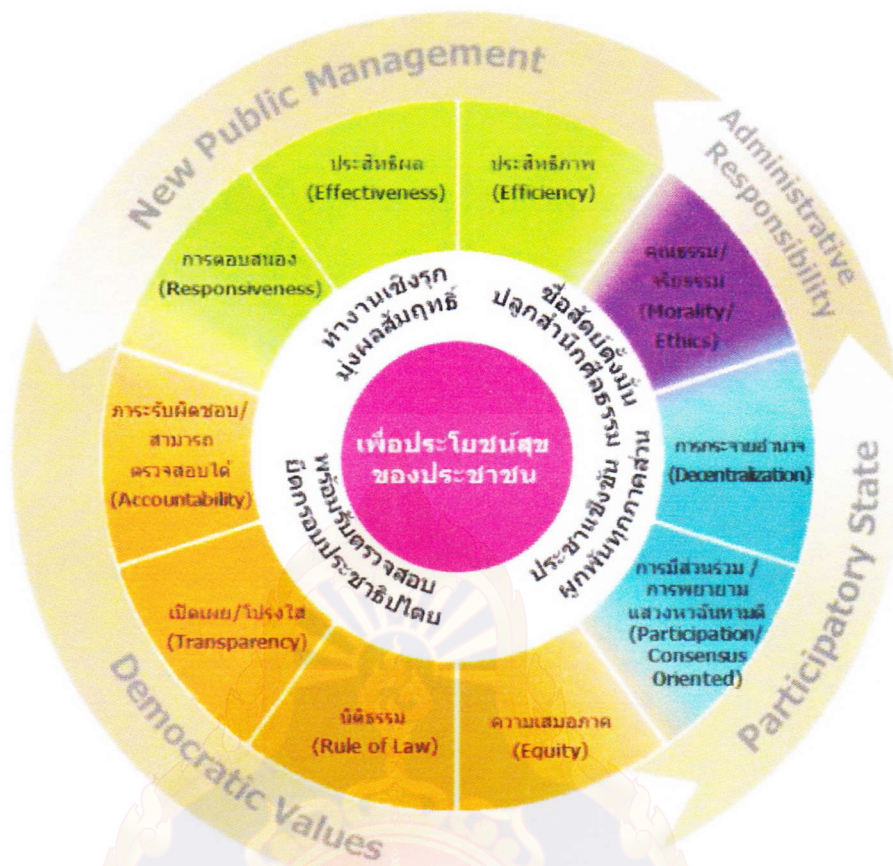 New Public Management
Administrative
Responsibility
Participatory State
Democratic Values
ประสิทธิผล
(Effectiveness)
ประสิทธิภาพ
(Efficiency)
คุณธรรม/
จริยธรรม
(Morality/
Ethics)
การกระจายอำนาจ
(Decentralization)
การมีส่วนร่วม /
การพยายาม
แสวงหาฉันทามติ
(Participation/
Consensus
Oriented)
ความเสมอภาค
(Equity)
นิติธรรม
(Rule of Law)
เปิดเผย/โปร่งใส
(Transparency)
ภาระรับผิดชอบ/
สามารถ
ตรวจสอบได้
(Accountability)
การตอบสนอง
(Responsiveness)
ทำงานเชิงรุก
มุ่งผลสัมฤทธิ์
ซื่อสัตย์ตั้งมั่น
ปลูกสำนึกศีลธรรม
ประชาเชิงชัน
ผูกพันทุกภาคส่วน
พร้อมรับตรวจสอบ
ยึดกรอบประชาธิปไตย
เพื่อประโยชน์สุข
ของประชาชน